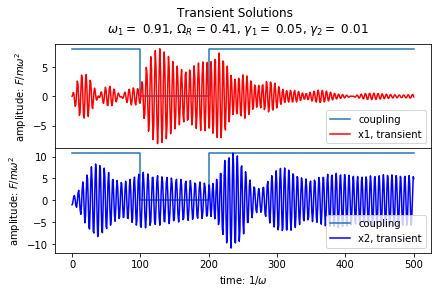 Transient Solutions
ω₁ = 0.91, Ω_R = 0.41, γ₁ = 0.05, γ₂ = 0.01
amplitude: F/mω²
5
0
−5
coupling
x1, transient
amplitude: F/mω²
10
5
0
−5
−10
coupling
x2, transient
0 100 200 300 400 500
time: 1/ω